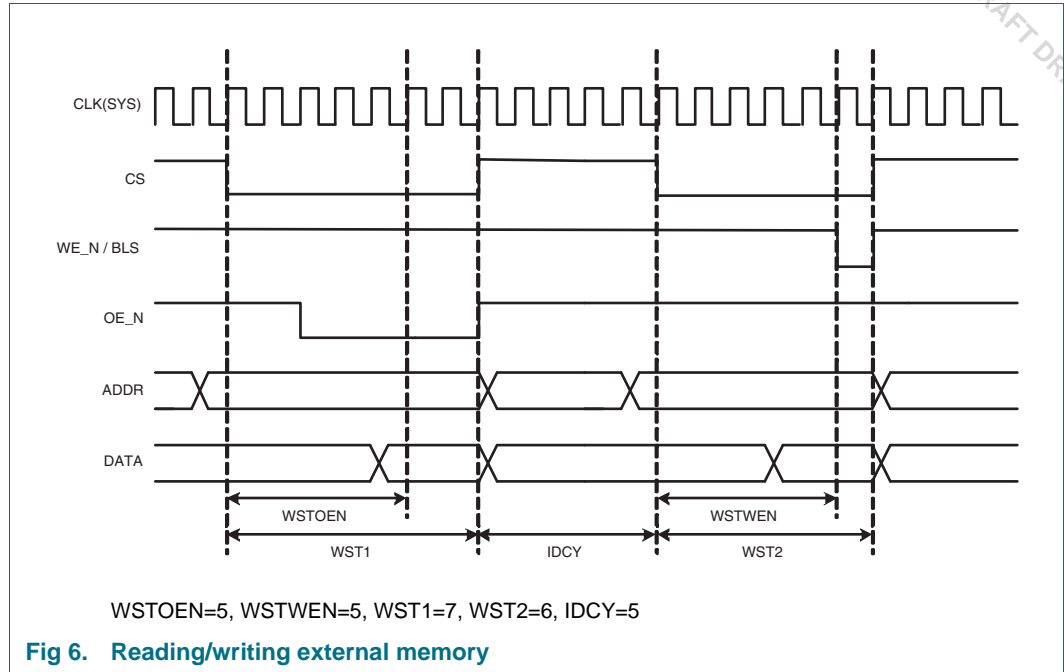 CLK(SYS)
CS
WE_N / BLS
OE_N
ADDR
DATA
WSTOEN
WSTWEN
WST1
IDCY
WST2
WSTOEN=5, WSTWEN=5, WST1=7, WST2=6, IDCY=5
Fig 6. Reading/writing external memory